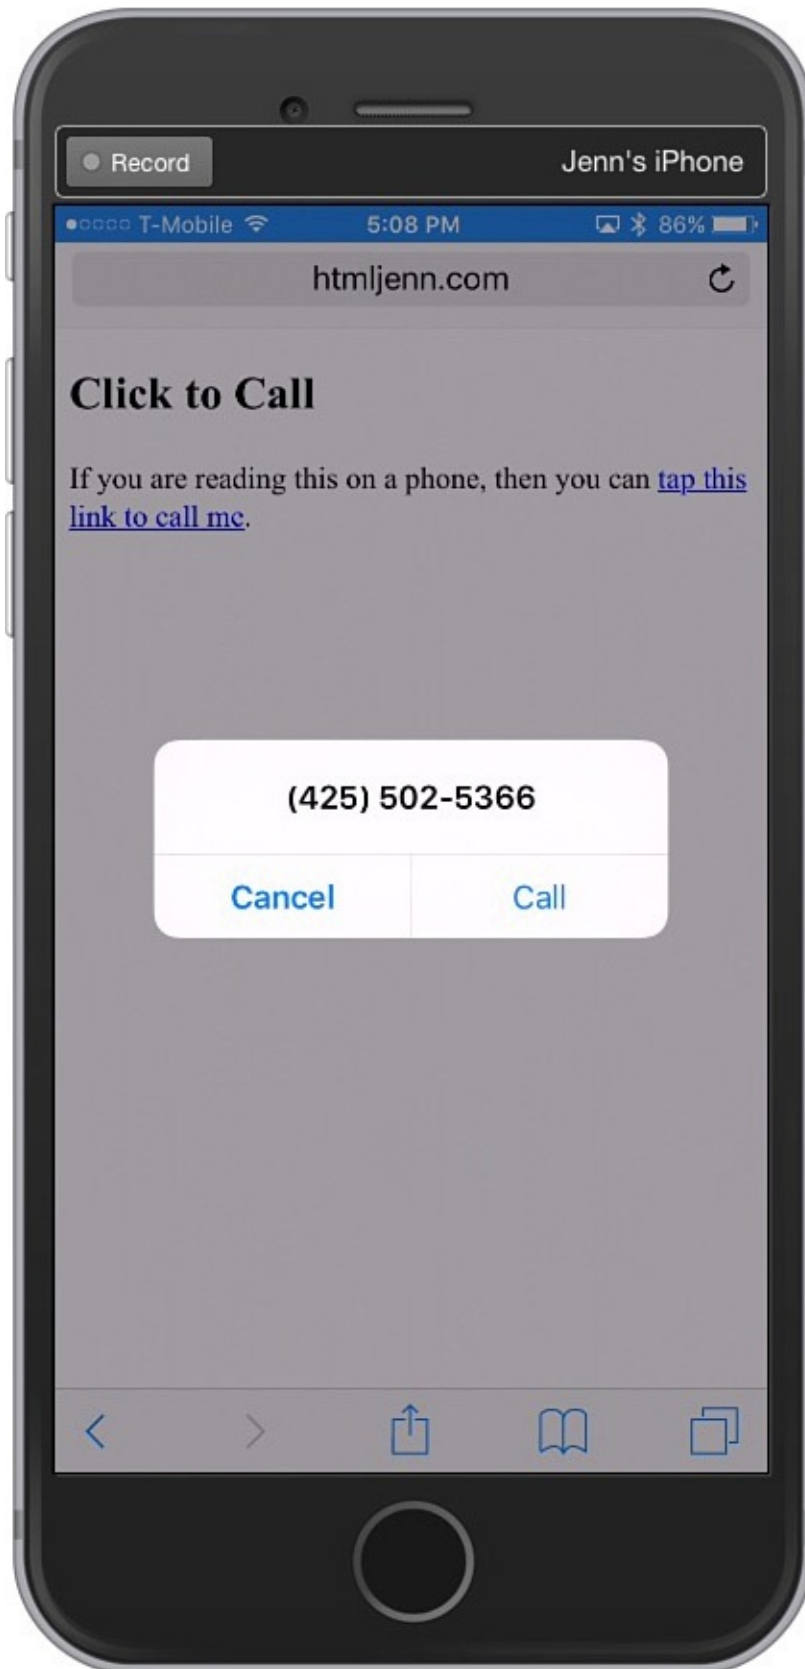 Record
Jenn's iPhone
T-Mobile 5:08 PM 86%
htmljenn.com
Click to Call
If you are reading this on a phone, then you can tap this
link to call me.
(425) 502-5366
Cancel Call